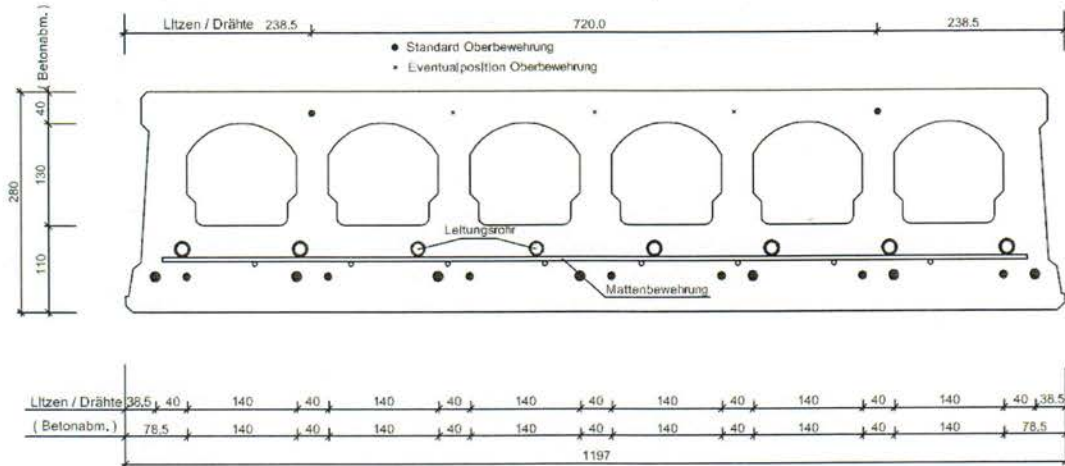 Litzen / Drähte 238.5 720.0 238.5
Standard Oberbewehrung
Eventualposition Oberbewehrung
( Betonabm. )
40
130
110
280
Leitungsrohr
Mattenbewehrung
Litzen / Drähte 38.5 40 140 40 140 40 140 40 140 40 140 40 140 40 38.5
( Betonabm. ) 78.5 140 40 140 40 140 40 140 40 140 40 140 78.5
1197